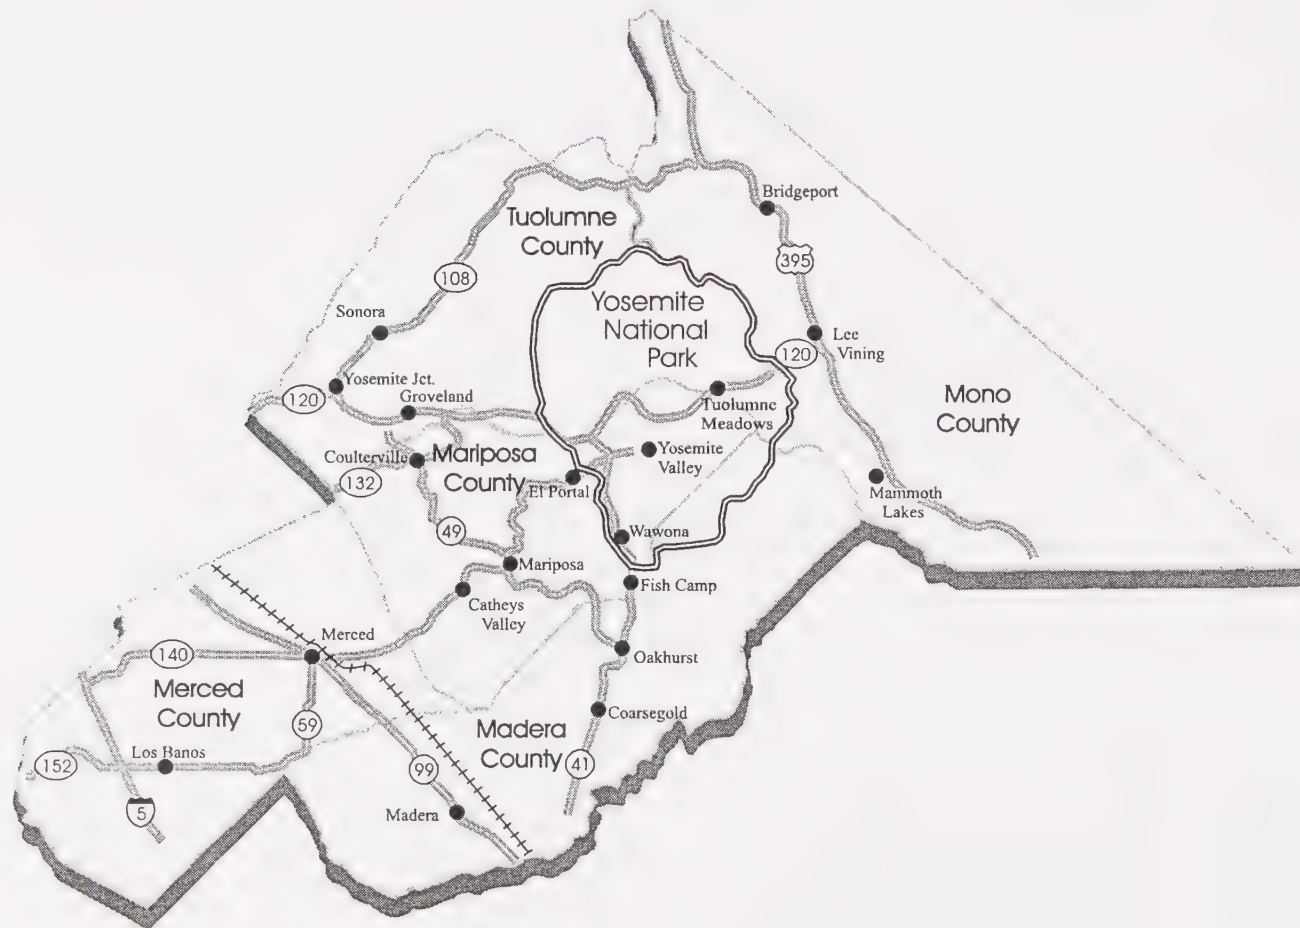 Bridgeport
Tuolumne
County
395
108
Yosemite
National
Park
Sonora
Lee
Vining
120
Yosemite Jct.
120
Groveland
Tuolumne
Meadows
Mono
County
Coulterville
Mariposa
County
Yosemite
Valley
132
El Portal
Mammoth
Lakes
49
Wawona
Mariposa
Fish Camp
Catheys
Valley
Merced
140
Oakhurst
Merced
County
59
Coarsegold
Madera
County
Los Banos
152
99
41
5
Madera